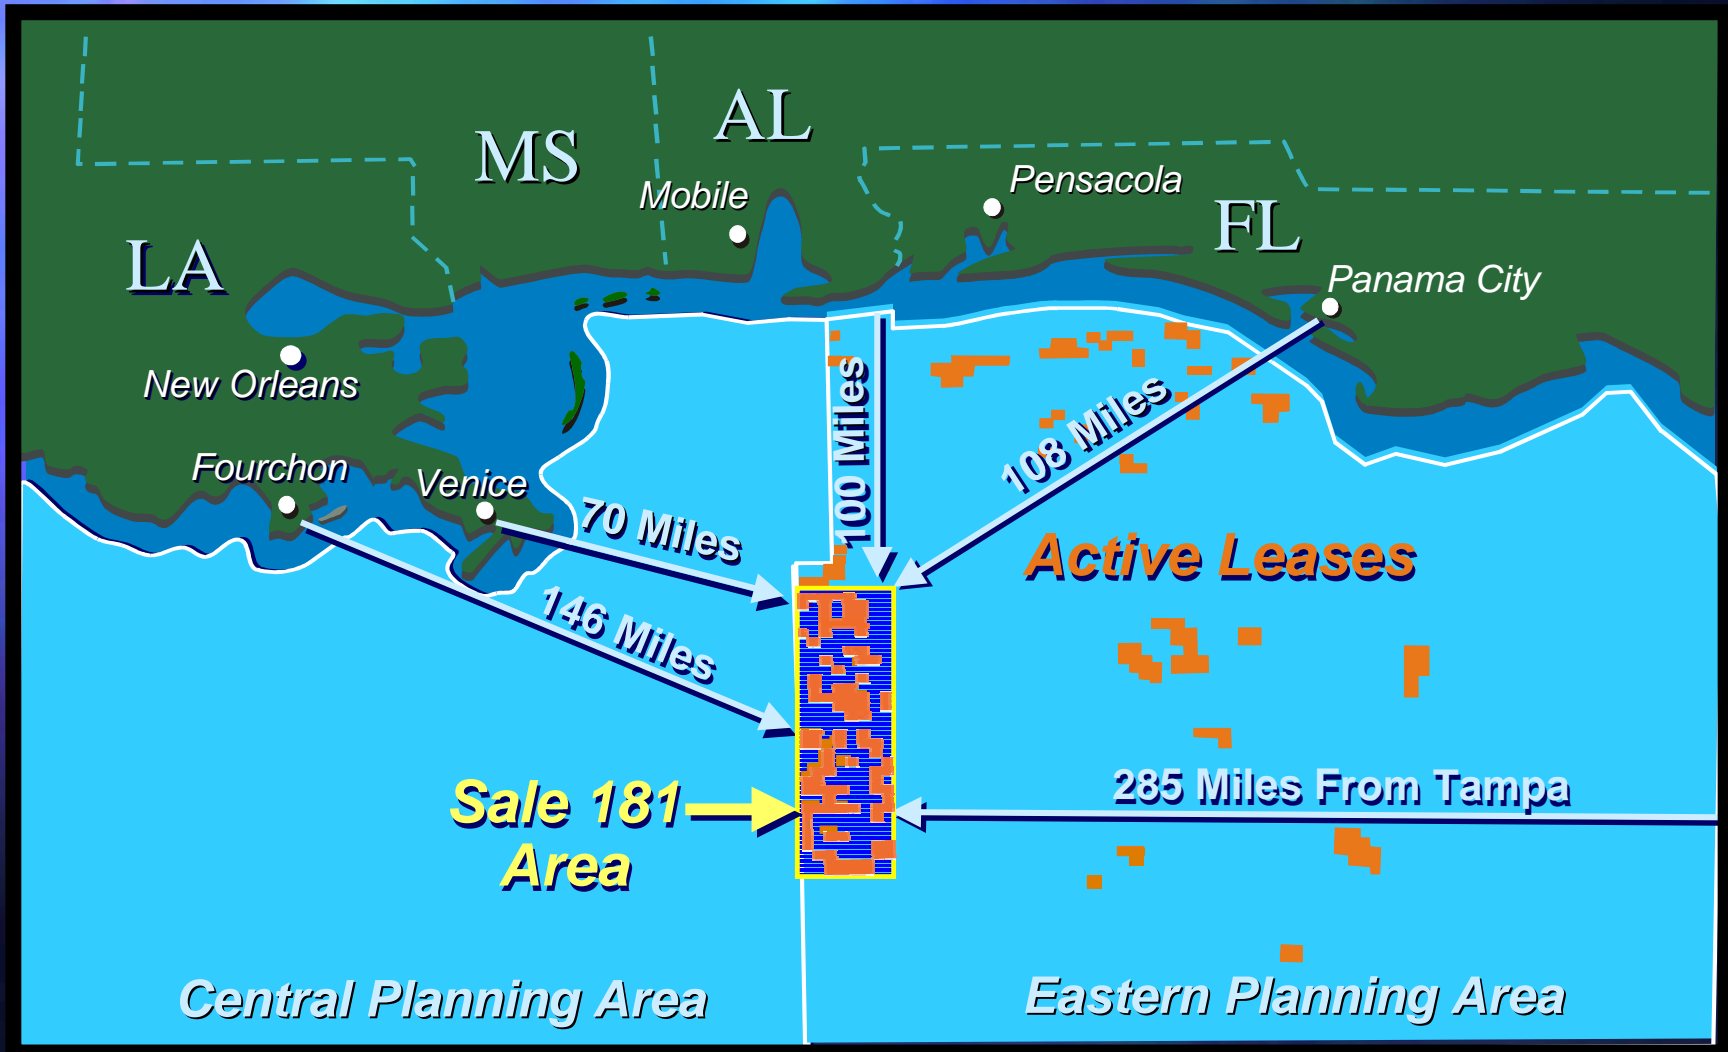 AL
MS
Pensacola
Mobile
FL
LA
Panama City
New Orleans
100 Miles
108 Miles
Fourchon
Venice
70 Miles
Active Leases
146 Miles
285 Miles From Tampa
Sale 181
Area
Central Planning Area
Eastern Planning Area